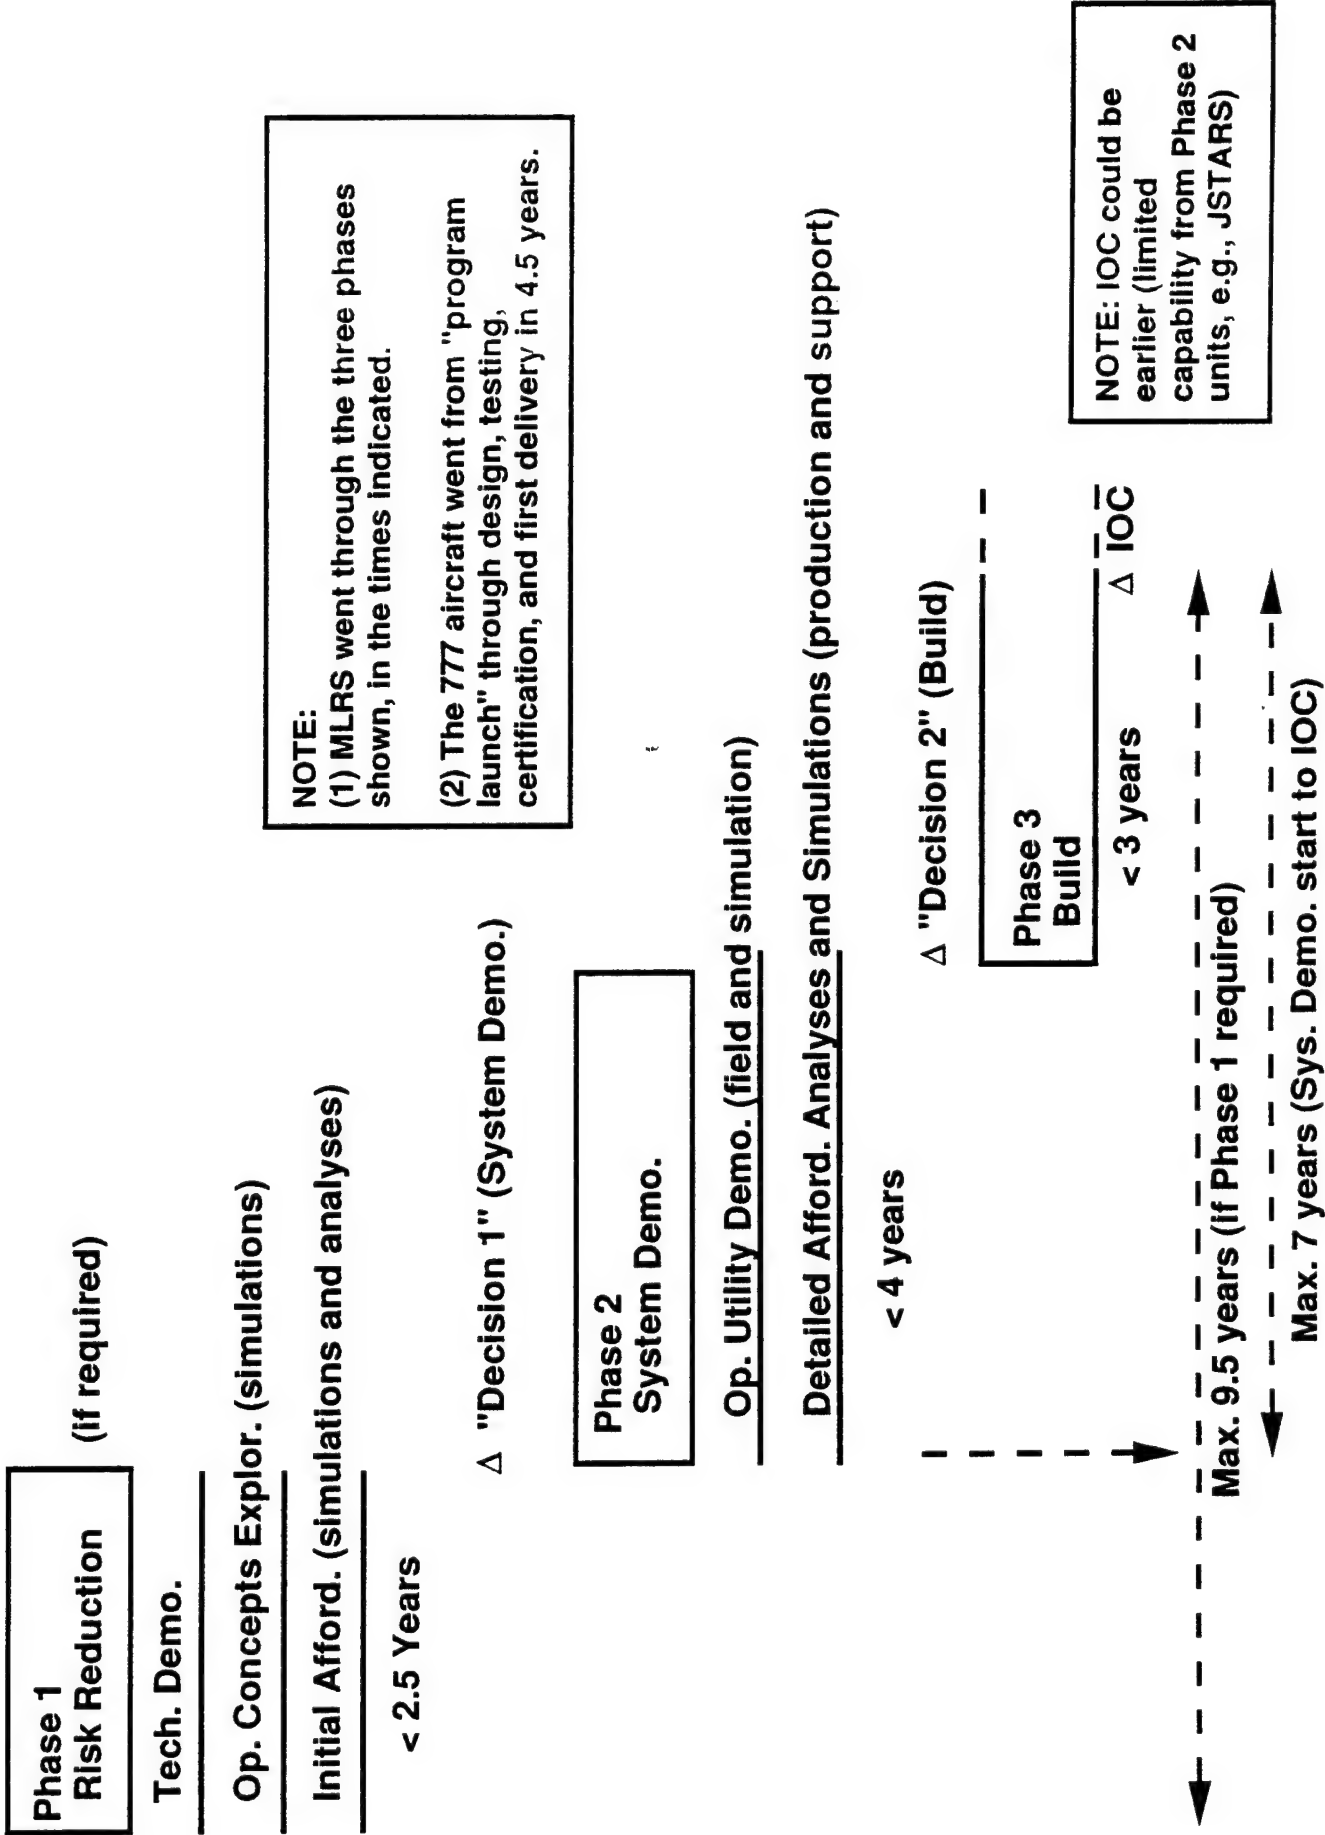 Phase 1
Risk Reduction
(if required)
Tech. Demo.
Op. Concepts Explor. (simulations)
Initial Afford. (simulations and analyses)
< 2.5 Years
NOTE:
(1) MLRS went through the three phases
shown, in the times indicated.
(2) The 777 aircraft went from "program
launch" through design, testing,
certification, and first delivery in 4.5 years.
Δ "Decision 1" (System Demo.)
Phase 2
System Demo.
Op. Utility Demo. (field and simulation)
Detailed Afford. Analyses and Simulations (production and support)
< 4 years
Δ "Decision 2" (Build)
Phase 3
Build
< 3 years
Δ IOC
NOTE: IOC could be
earlier (limited
capability from Phase 2
units, e.g., JSTARS)
Max. 9.5 years (if Phase 1 required)
Max. 7 years (Sys. Demo. start to IOC)